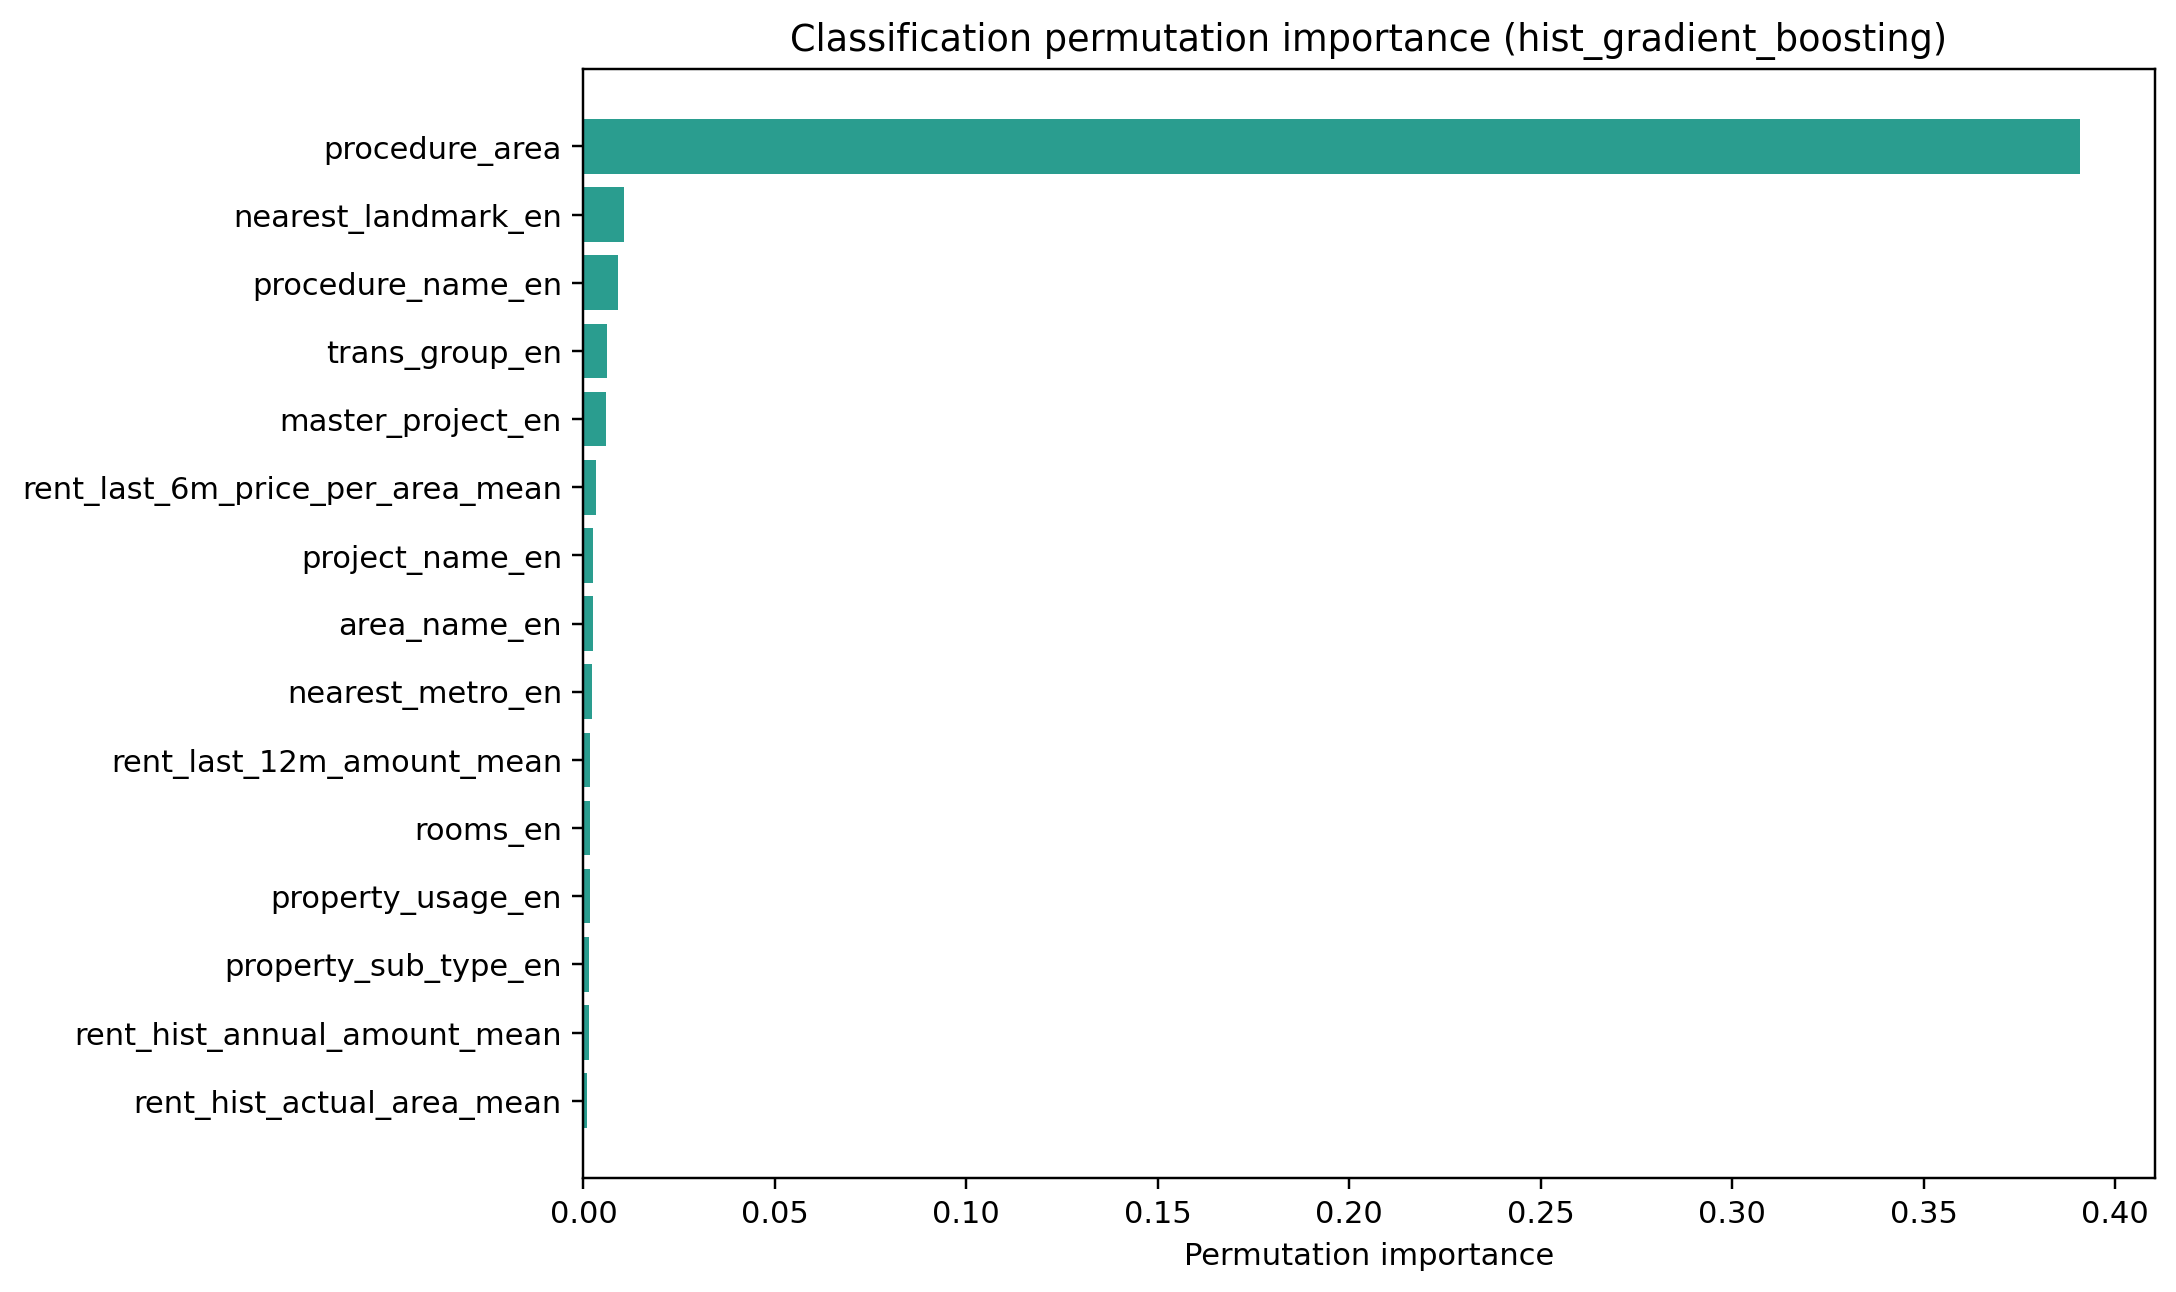 Classification permutation importance (hist_gradient_boosting)
procedure_area
nearest_landmark_en
procedure_name_en
trans_group_en
master_project_en
rent_last_6m_price_per_area_mean
project_name_en
area_name_en
nearest_metro_en
rent_last_12m_amount_mean
rooms_en
property_usage_en
property_sub_type_en
rent_hist_annual_amount_mean
rent_hist_actual_area_mean
0.00 0.05 0.10 0.15 0.20 0.25 0.30 0.35 0.40
Permutation importance